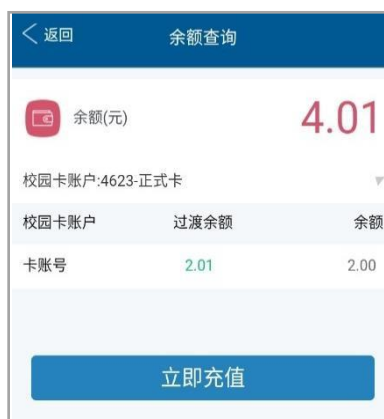 返回 余额查询
余额(元) 4.01
校园卡账户:4623-正式卡
校园卡账户 过渡余额 余额
卡账号 2.01 2.00
立即充值